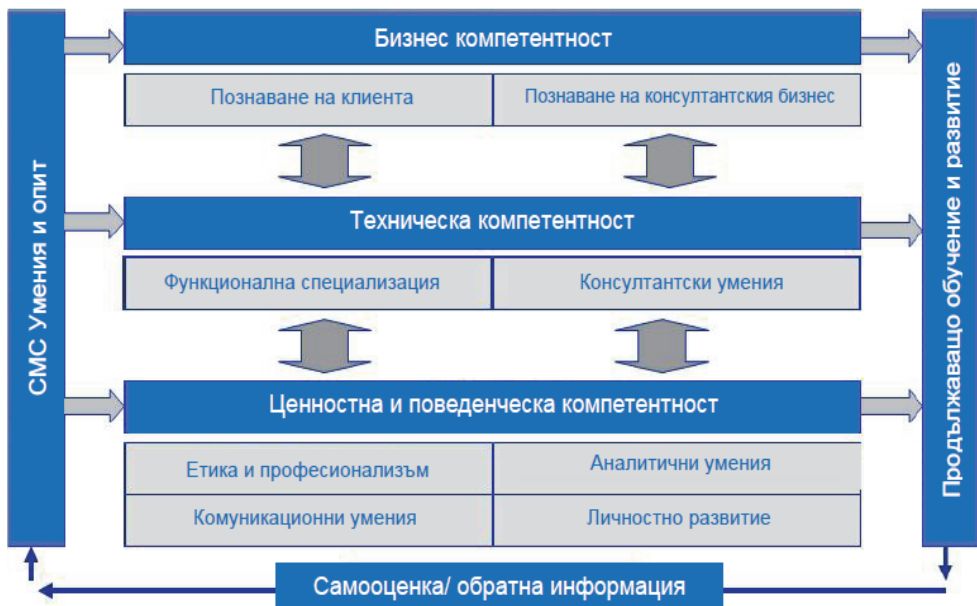 СМС Умения и опит
Бизнес компетентност
Познаване на клиента
Познаване на консултантския бизнес
Техническа компетентност
Функционална специализация
Консултантски умения
Ценностна и поведенческа компетентност
Етика и професионализъм
Аналитични умения
Комуникационни умения
Личностно развитие
Продължаващо обучение и развитие
Самооценка/ обратна информация